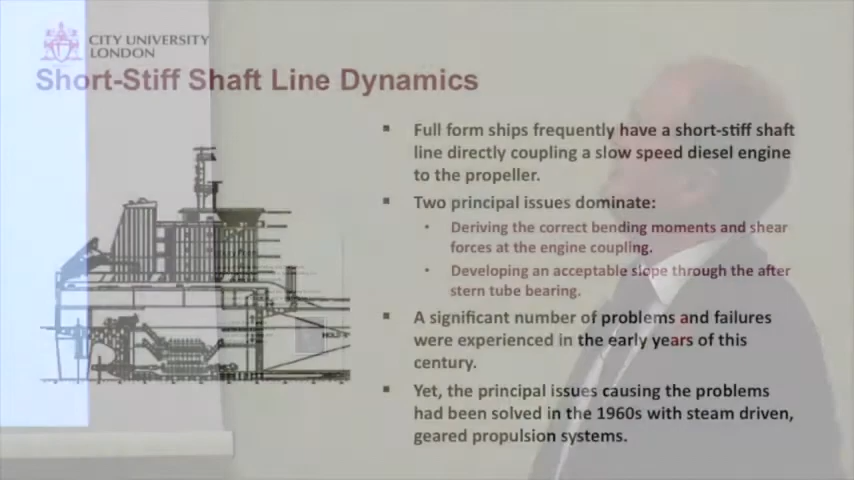 CITY UNIVERSITY
LONDON
Short-Stiff Shaft Line Dynamics
▪ Full form ships frequently have a short-stiff shaft
line directly coupling a slow speed diesel engine
to the propeller.
▪ Two principal issues dominate:
• Deriving the correct bending moments and shear
forces at the engine coupling.
• Developing an acceptable slope through the after
stern tube bearing.
▪ A significant number of problems and failures
were experienced in the early years of this
century.
▪ Yet, the principal issues causing the problems
had been solved in the 1960s with steam driven,
geared propulsion systems.